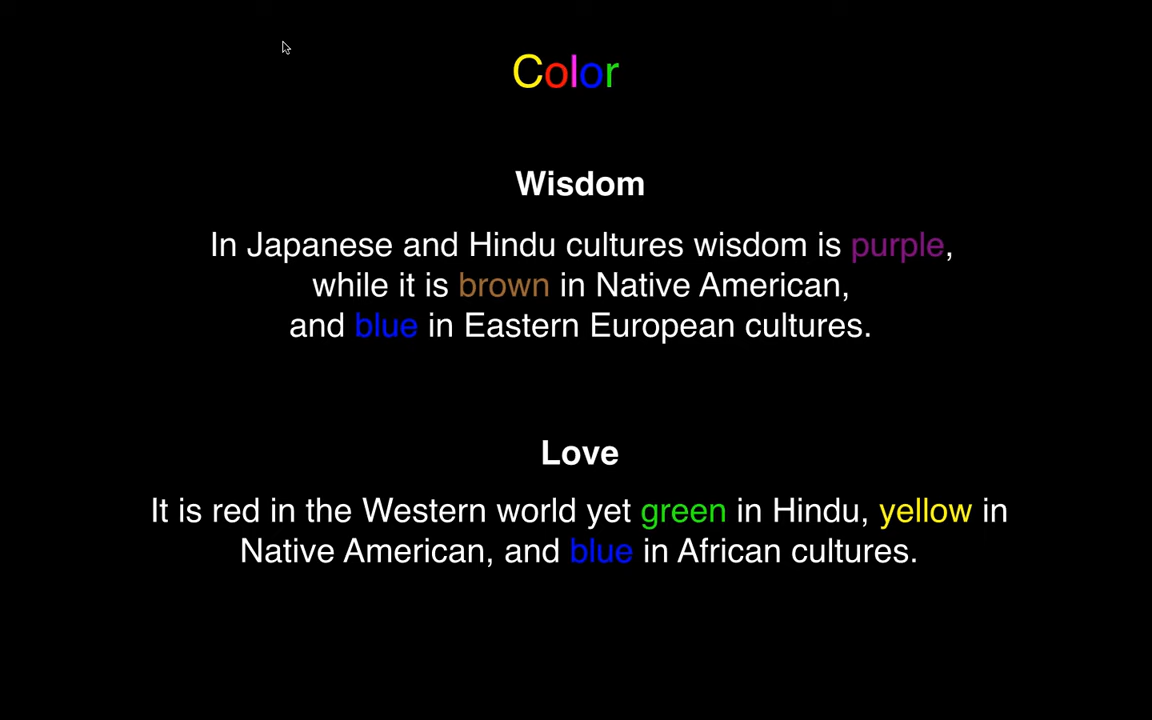 Color
Wisdom
In Japanese and Hindu cultures wisdom is purple,
while it is brown in Native American,
and blue in Eastern European cultures.
Love
It is red in the Western world yet green in Hindu, yellow in
Native American, and blue in African cultures.